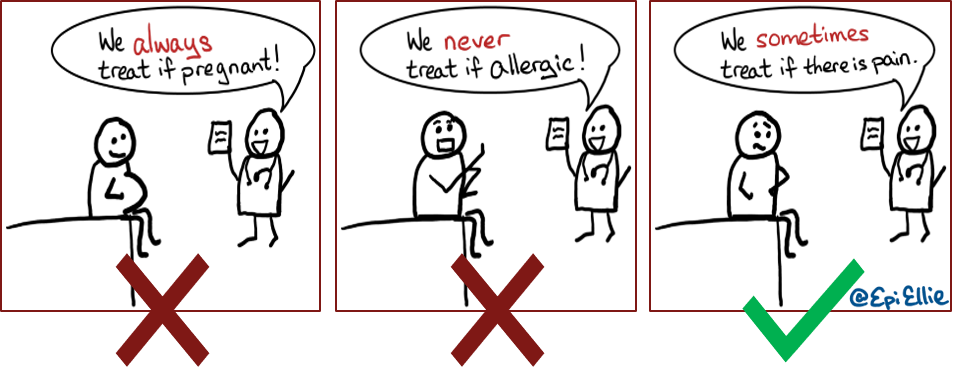 We always
treat if pregnant!
We never
treat if allergic!
We sometimes
treat if there is pain.
@EpiEllie